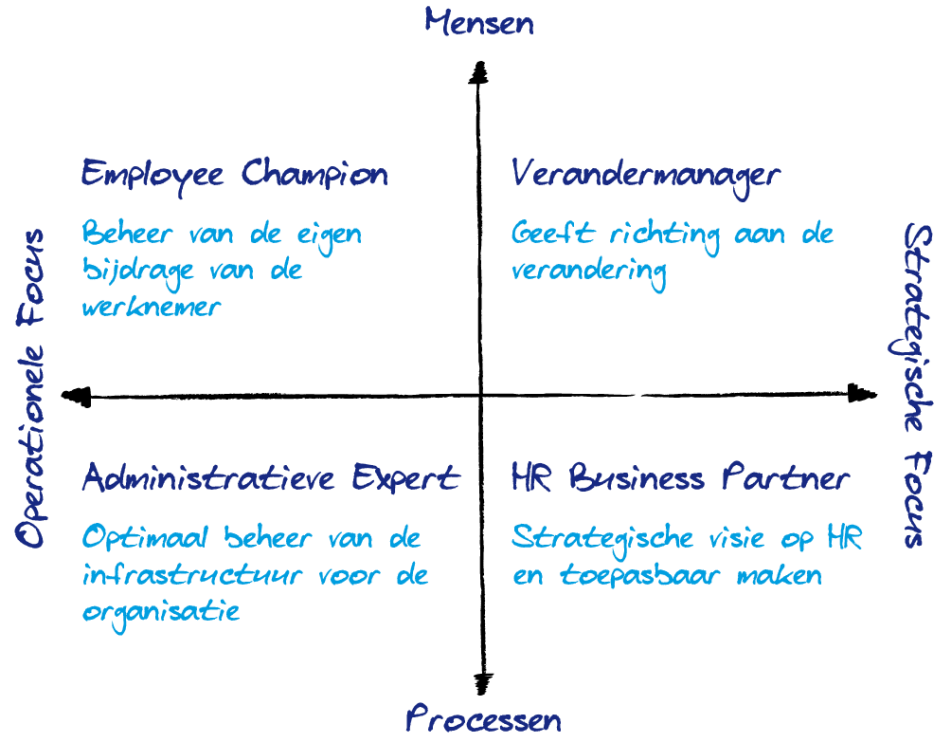 Mensen
Employee Champion
Beheer van de eigen
bijdrage van de
werknemer
Verandermanager
Geeft richting aan de
verandering
Operationele Focus
Strategische Focus
Administratieve Expert
Optimaal beheer van de
infrastructuur voor de
organisatie
HR Business Partner
Strategische visie op HR
en toepasbaar maken
Processen